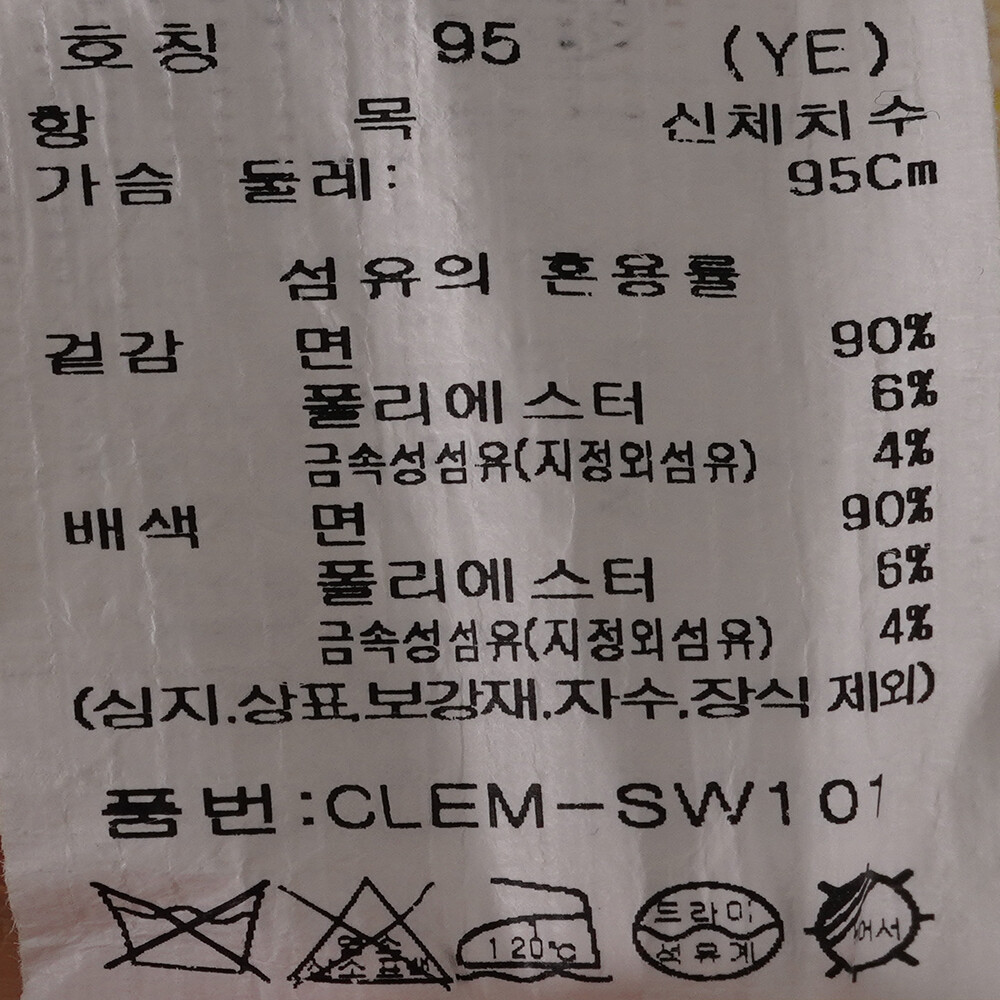 호칭 95 (YE)
항 목 신체치수
가슴 둘레: 95Cm
섬유의 혼용률
겉감 면 90%
폴리에스터 6%
금속성섬유(지정외섬유) 4%
배색 면 90%
폴리에스터 6%
금속성섬유(지정외섬유) 4%
(심지.상표.보강재.자수.장식 제외)
품번:CLEM-SW101
120℃ 드라이
석유계